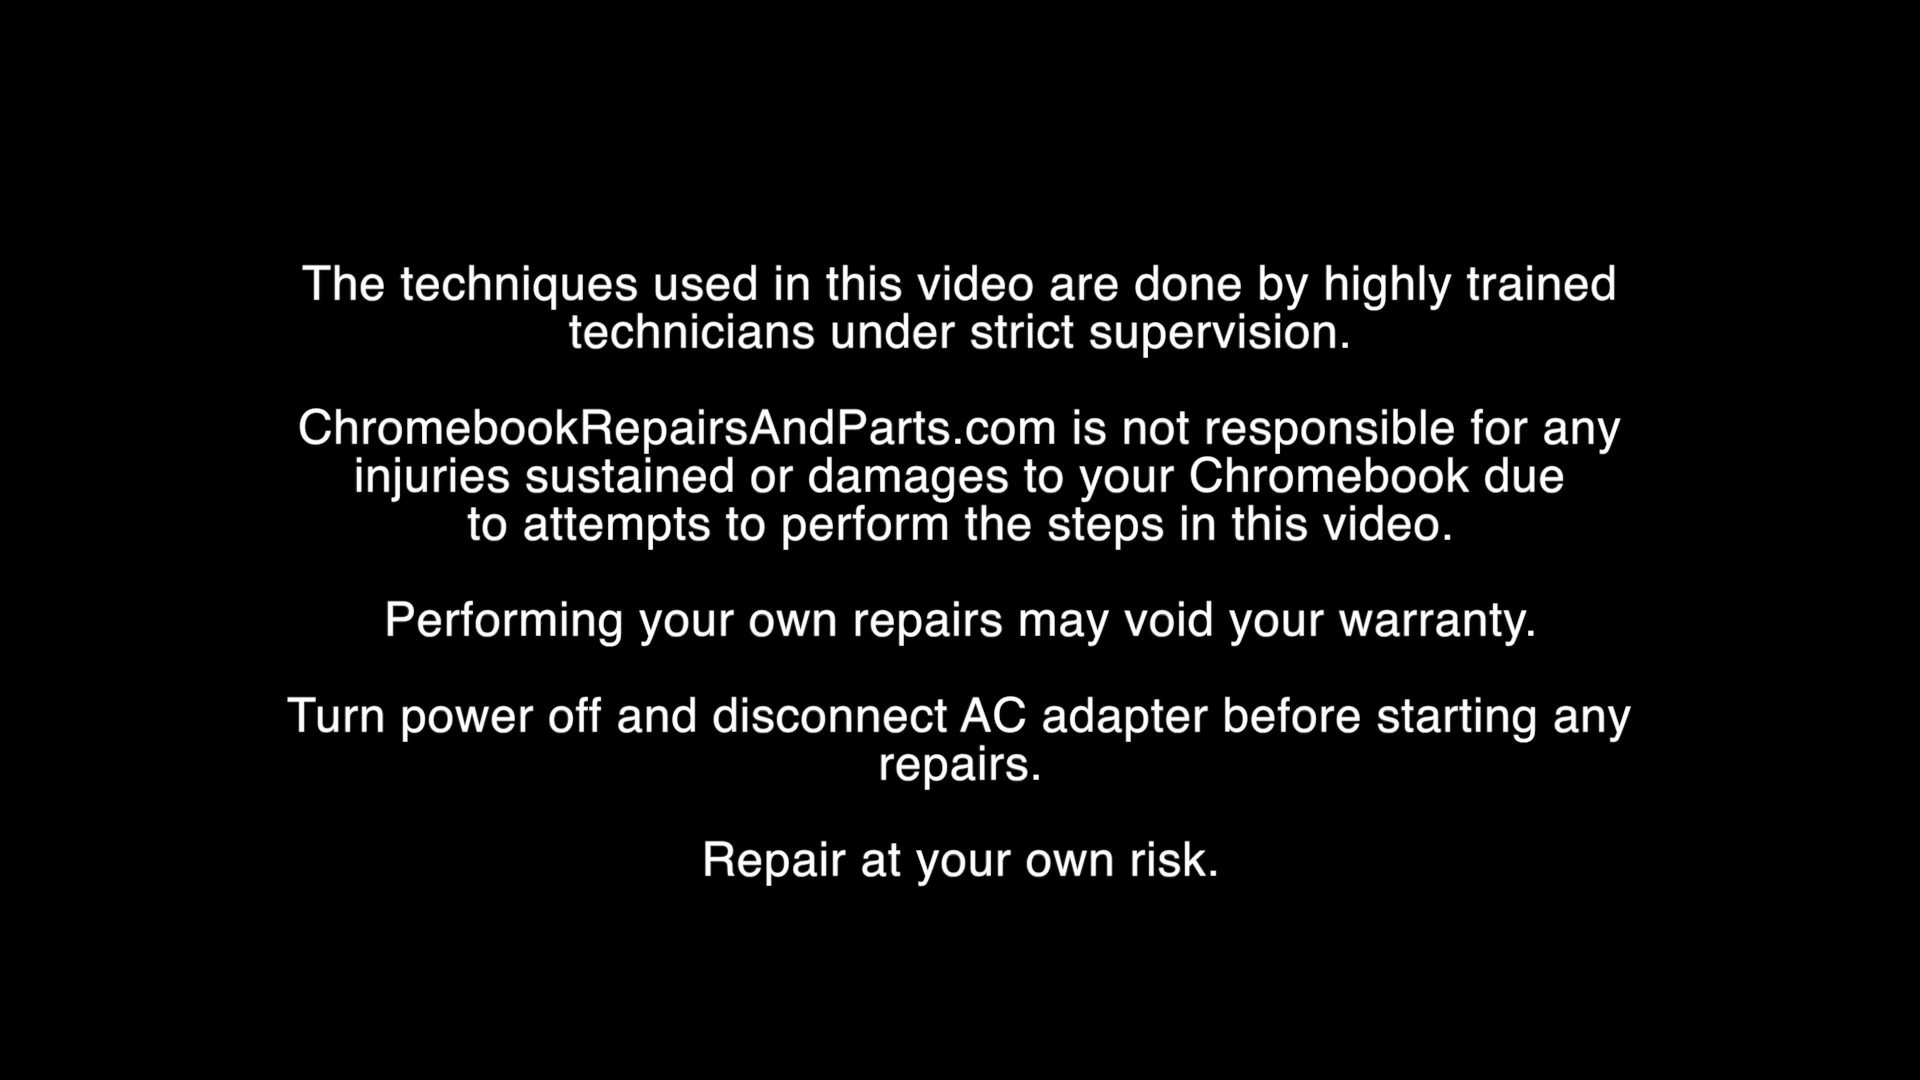 The techniques used in this video are done by highly trained
technicians under strict supervision.
ChromebookRepairsAndParts.com is not responsible for any
injuries sustained or damages to your Chromebook due
to attempts to perform the steps in this video.
Performing your own repairs may void your warranty.
Turn power off and disconnect AC adapter before starting any
repairs.
Repair at your own risk.